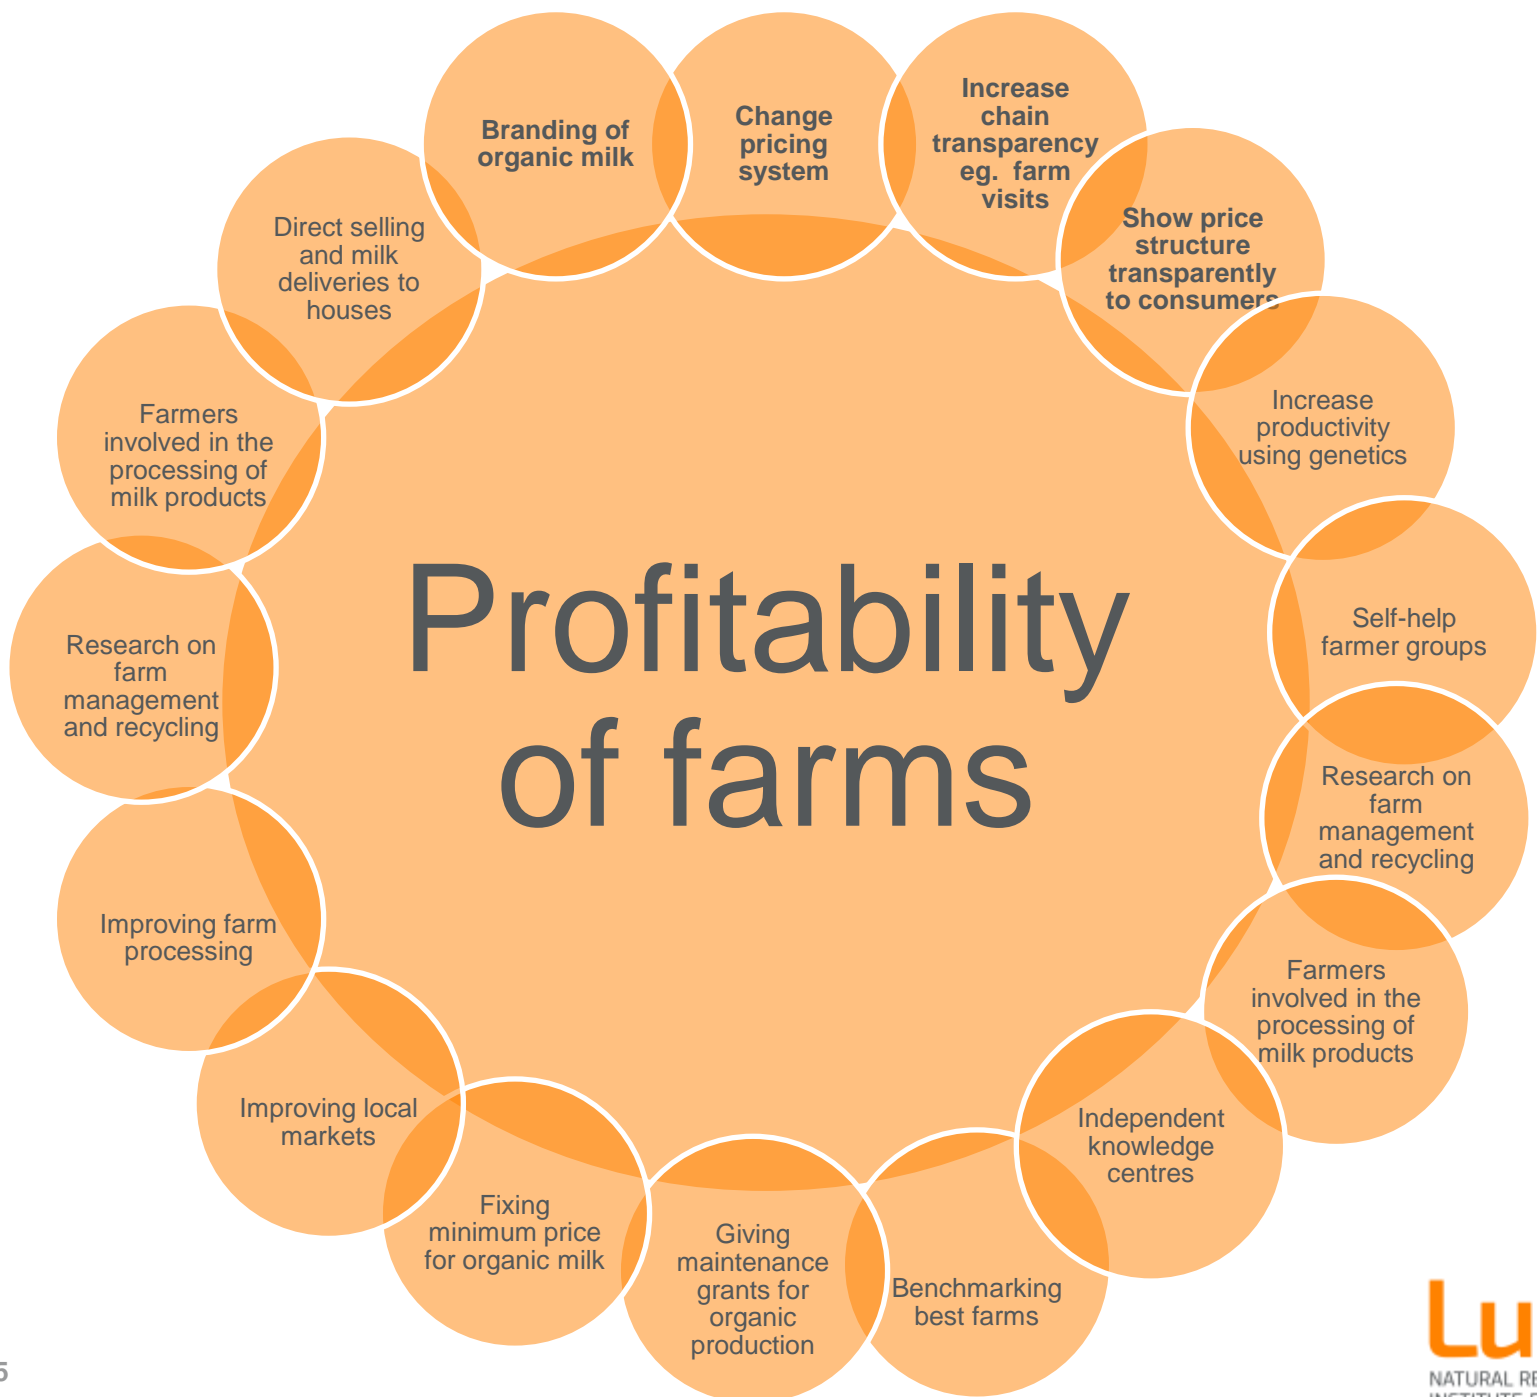 Branding of
organic milk
Change
pricing
system
Increase
chain
transparency
eg. farm
visits
Show price
structure
transparently
to consumers
Increase
productivity
using genetics
Self-help
farmer groups
Research on
farm
management
and recycling
Farmers
involved in the
processing of
milk products
Independent
knowledge
centres
Benchmarking
best farms
Giving
maintenance
grants for
organic
production
Fixing
minimum price
for organic milk
Improving local
markets
Improving farm
processing
Research on
farm
management
and recycling
Farmers
involved in the
processing of
milk products
Direct selling
and milk
deliveries to
houses
Profitability
of farms
5
Lu
NATURAL
INSTITUTE